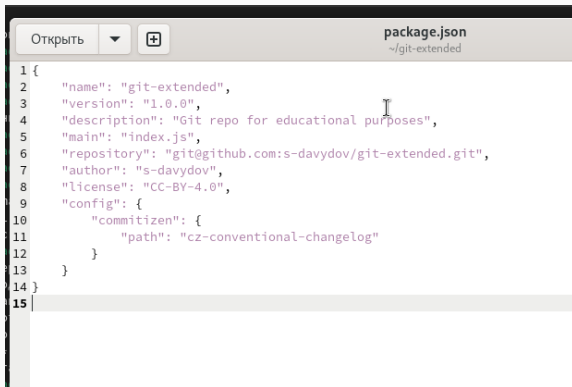 Открыть
package.json
~/git-extended
1 {
2     "name": "git-extended",
3     "version": "1.0.0",
4     "description": "Git repo for educational purposes",
5     "main": "index.js",
6     "repository": "git@github.com:s-davydov/git-extended.git",
7     "author": "s-davydov",
8     "license": "CC-BY-4.0",
9     "config": {
10         "commitizen": {
11             "path": "cz-conventional-changelog"
12         }
13     }
14 }
15